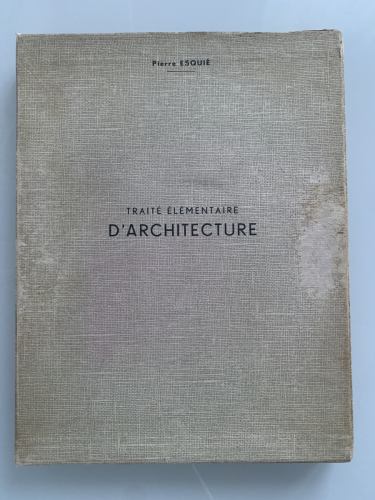 Pierre ESQUIÉ
TRAITÉ ÉLÉMENTAIRE
D'ARCHITECTURE